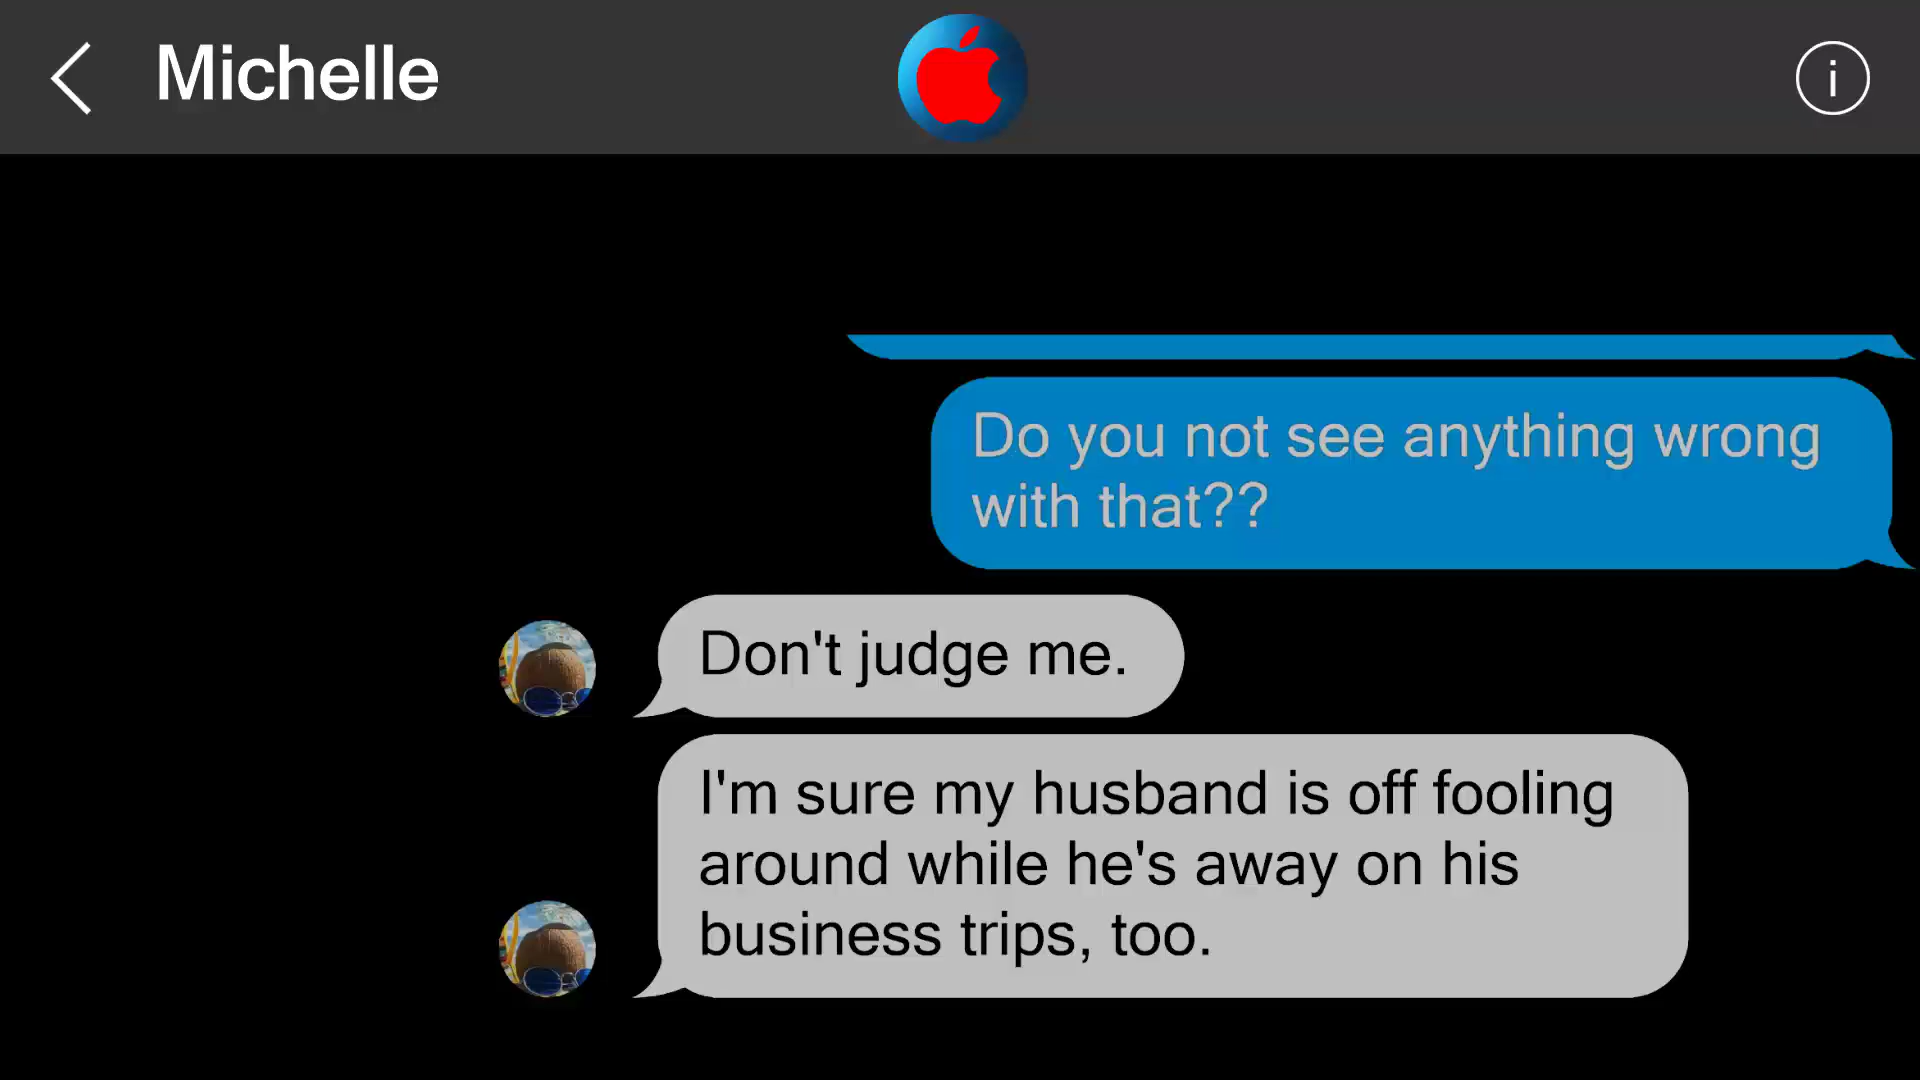 Michelle
i
Do you not see anything wrong
with that??
Don't judge me.
I'm sure my husband is off fooling
around while he's away on his
business trips, too.